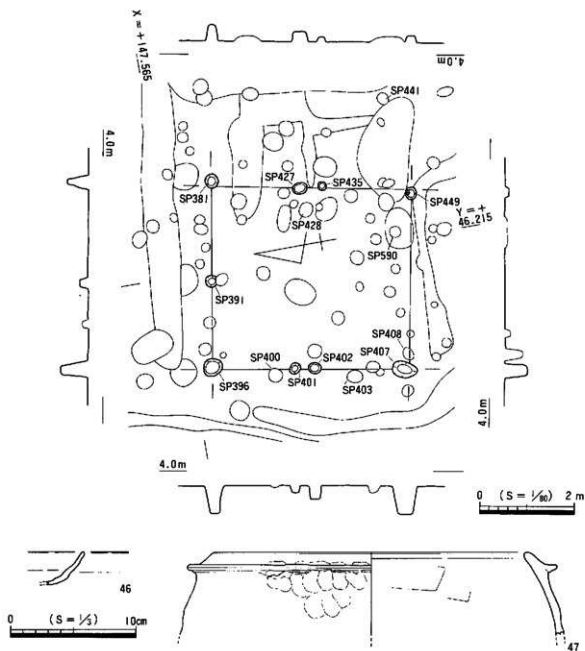 X = +147.565
4.0m
SP441
4.0m
SP427
SP435
SP381
SP449
Y = +
46.215
SP428
SP590
SP391
SP408
SP400
SP402
SP407
SP396
SP401
SP403
4.0m
4.0m
0 (S = 1/80) 2 m
46
0 (S = 1/3) 10cm
47